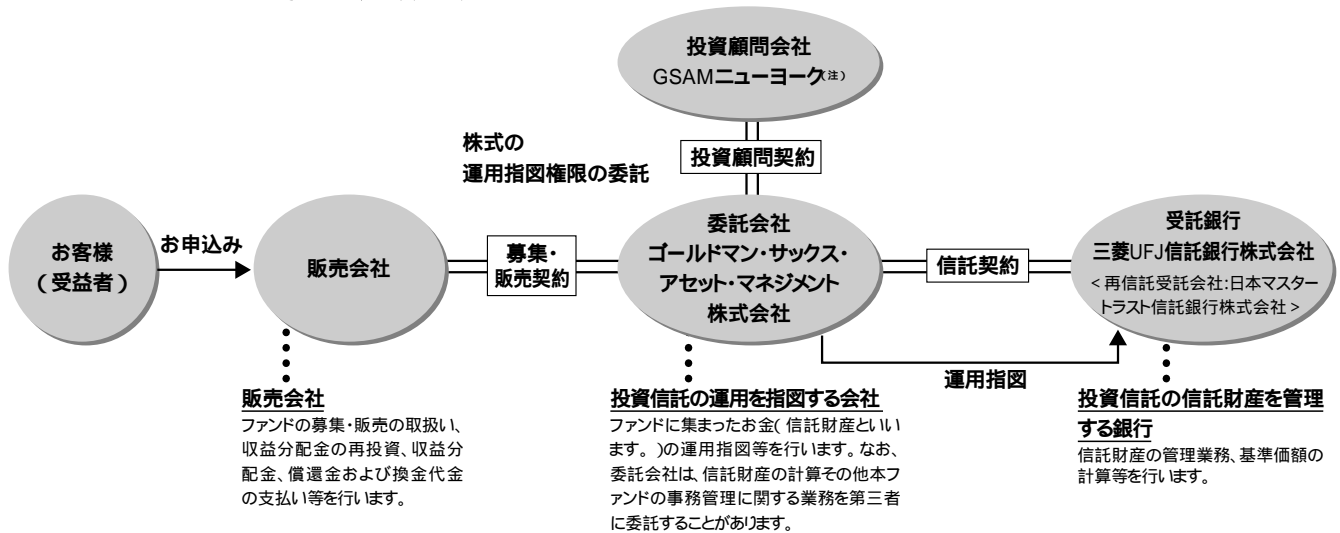 投資顧問会社
GSAMニューヨーク(注)
株式の
運用指図権限の委託
投資顧問契約
お客様
(受益者)
お申込み
販売会社
募集・
販売契約
委託会社
ゴールドマン・サックス・
アセット・マネジメント
株式会社
信託契約
受託銀行
三菱UFJ信託銀行株式会社
<再信託受託会社:日本マスター
トラスト信託銀行株式会社>
運用指図
販売会社
ファンドの募集・販売の取扱い、
収益分配金の再投資、収益分
配金、償還金および換金代金
の支払い等を行います。
投資信託の運用を指図する会社
ファンドに集まったお金(信託財産といい
ます。)の運用指図等を行います。なお、
委託会社は、信託財産の計算その他本フ
ァンドの事務管理に関する業務を第三者
に委託することがあります。
投資信託の信託財産を管理
する銀行
信託財産の管理業務、基準価額の
計算等を行います。